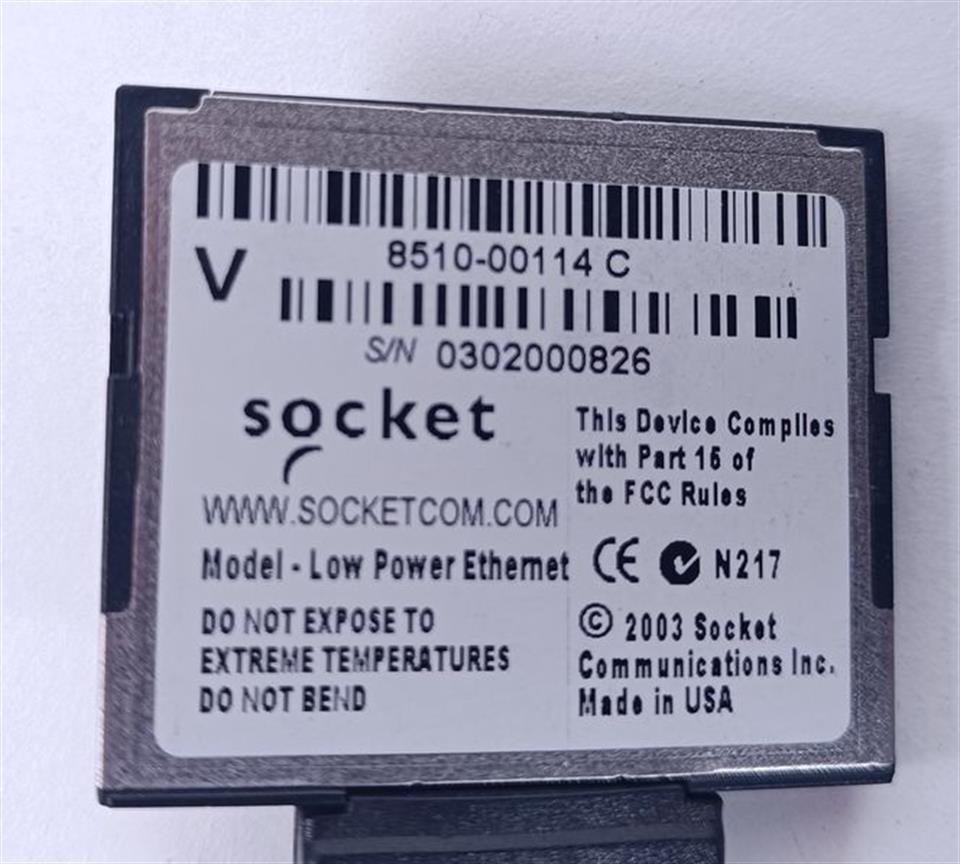 8510-00114 C
V
S/N 0302000826
socket
WWW.SOCKETCOM.COM
Model - Low Power Ethernet
DO NOT EXPOSE TO
EXTREME TEMPERATURES
DO NOT BEND
This Device Complies
with Part 15 of
the FCC Rules
CE N217
© 2003 Socket
Communications Inc.
Made in USA